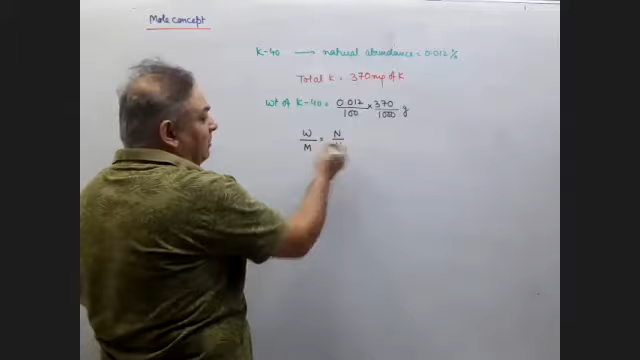 Mole concept
K-40 → natural abundance = 0.012 %
Total K = 370 mg of K
Wt of K-40 = 0.012/100 × 370/1000 g
W/M = N/